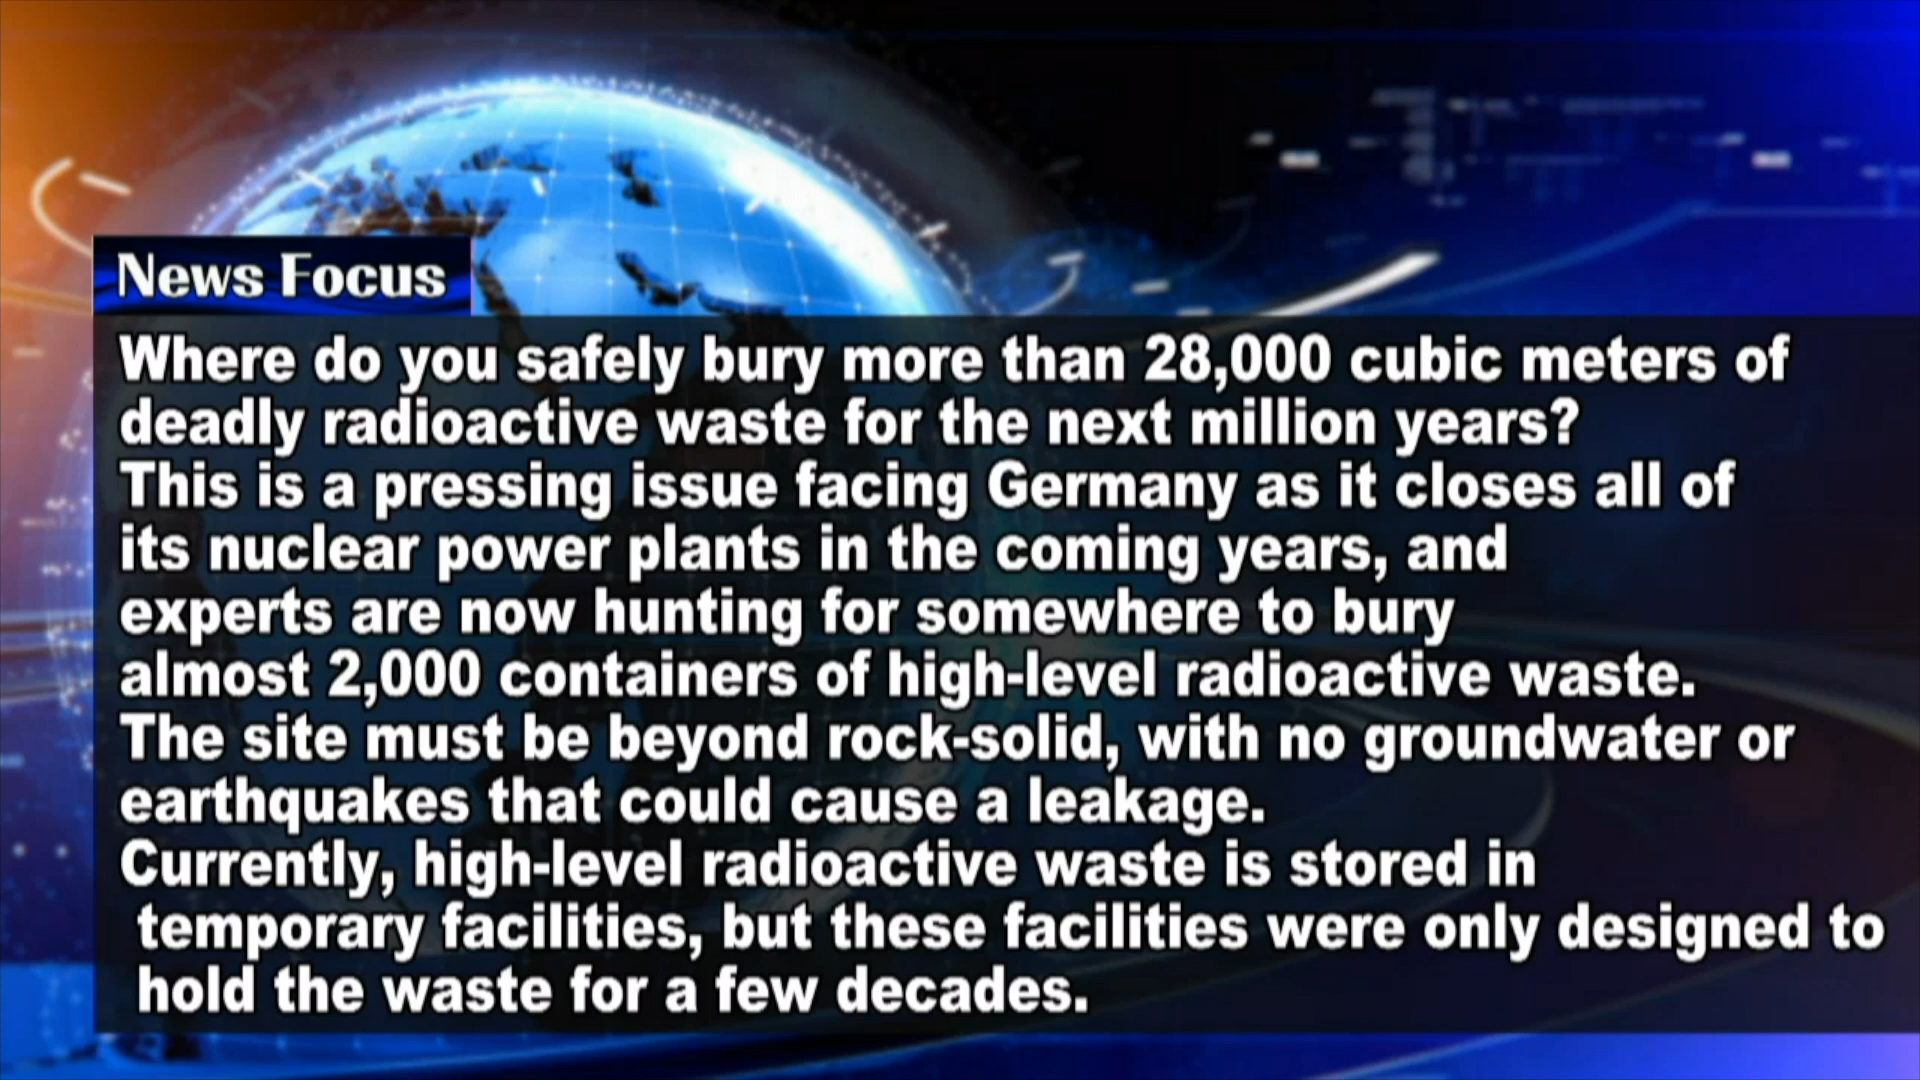 News Focus
Where do you safely bury more than 28,000 cubic meters of
deadly radioactive waste for the next million years?
This is a pressing issue facing Germany as it closes all of
its nuclear power plants in the coming years, and
experts are now hunting for somewhere to bury
almost 2,000 containers of high-level radioactive waste.
The site must be beyond rock-solid, with no groundwater or
earthquakes that could cause a leakage.
Currently, high-level radioactive waste is stored in
temporary facilities, but these facilities were only designed to
hold the waste for a few decades.